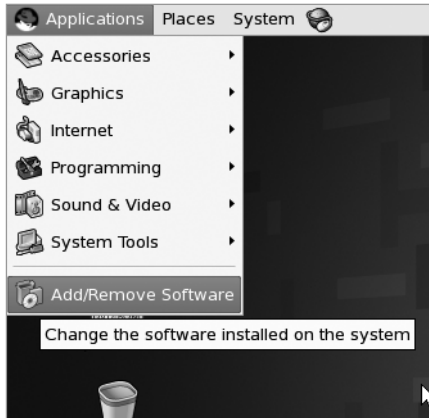 Applications Places System
Accessories
Graphics
Internet
Programming
Sound & Video
System Tools
Add/Remove Software
Change the software installed on the system